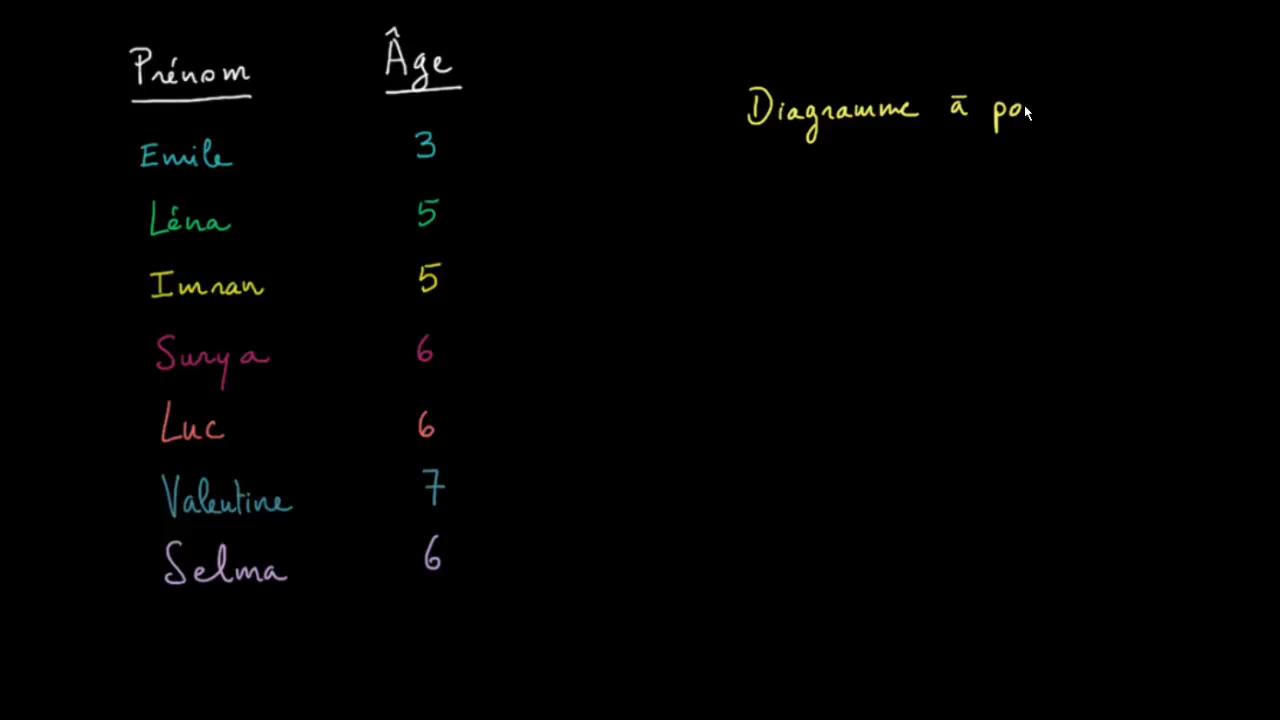 Prénom Âge
Diagramme à po
Emile 3
Léna 5
Imran 5
Surya 6
Luc 6
Valentine 7
Selma 6